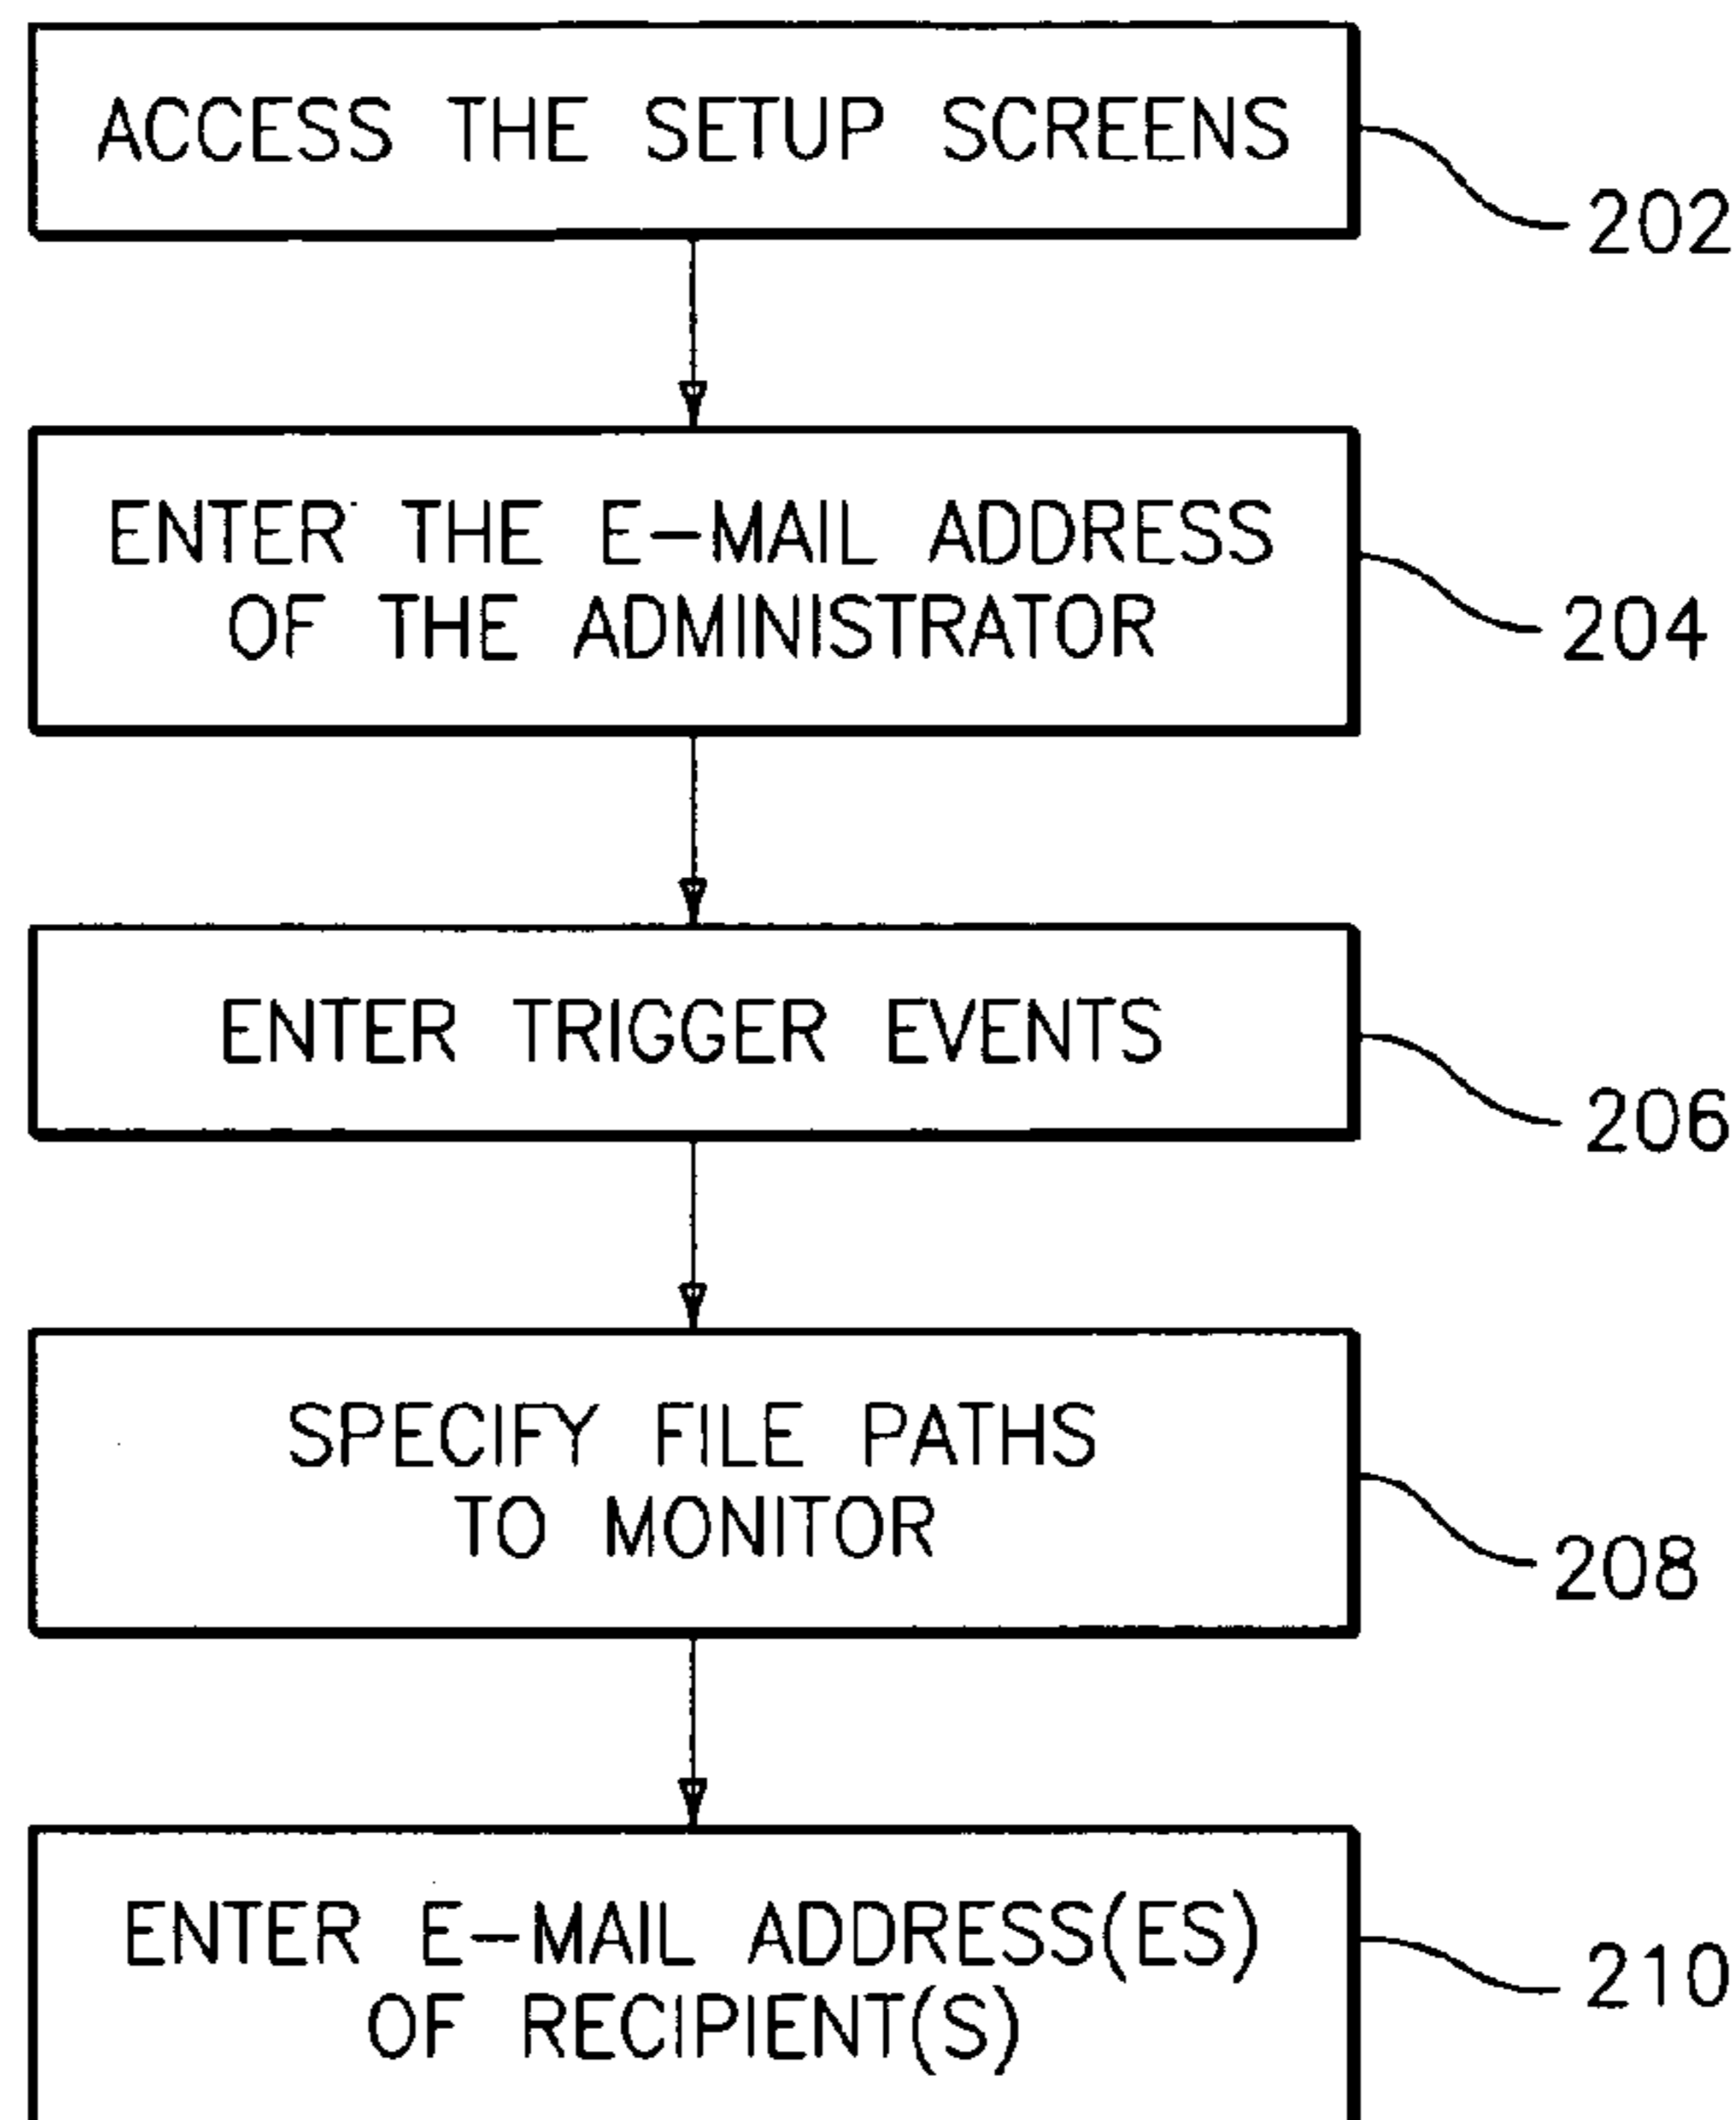 ACCESS THE SETUP SCREENS
202
ENTER THE E-MAIL ADDRESS
OF THE ADMINISTRATOR
204
ENTER TRIGGER EVENTS
206
SPECIFY FILE PATHS
TO MONITOR
208
ENTER E-MAIL ADDRESS(ES)
OF RECIPIENT(S)
210